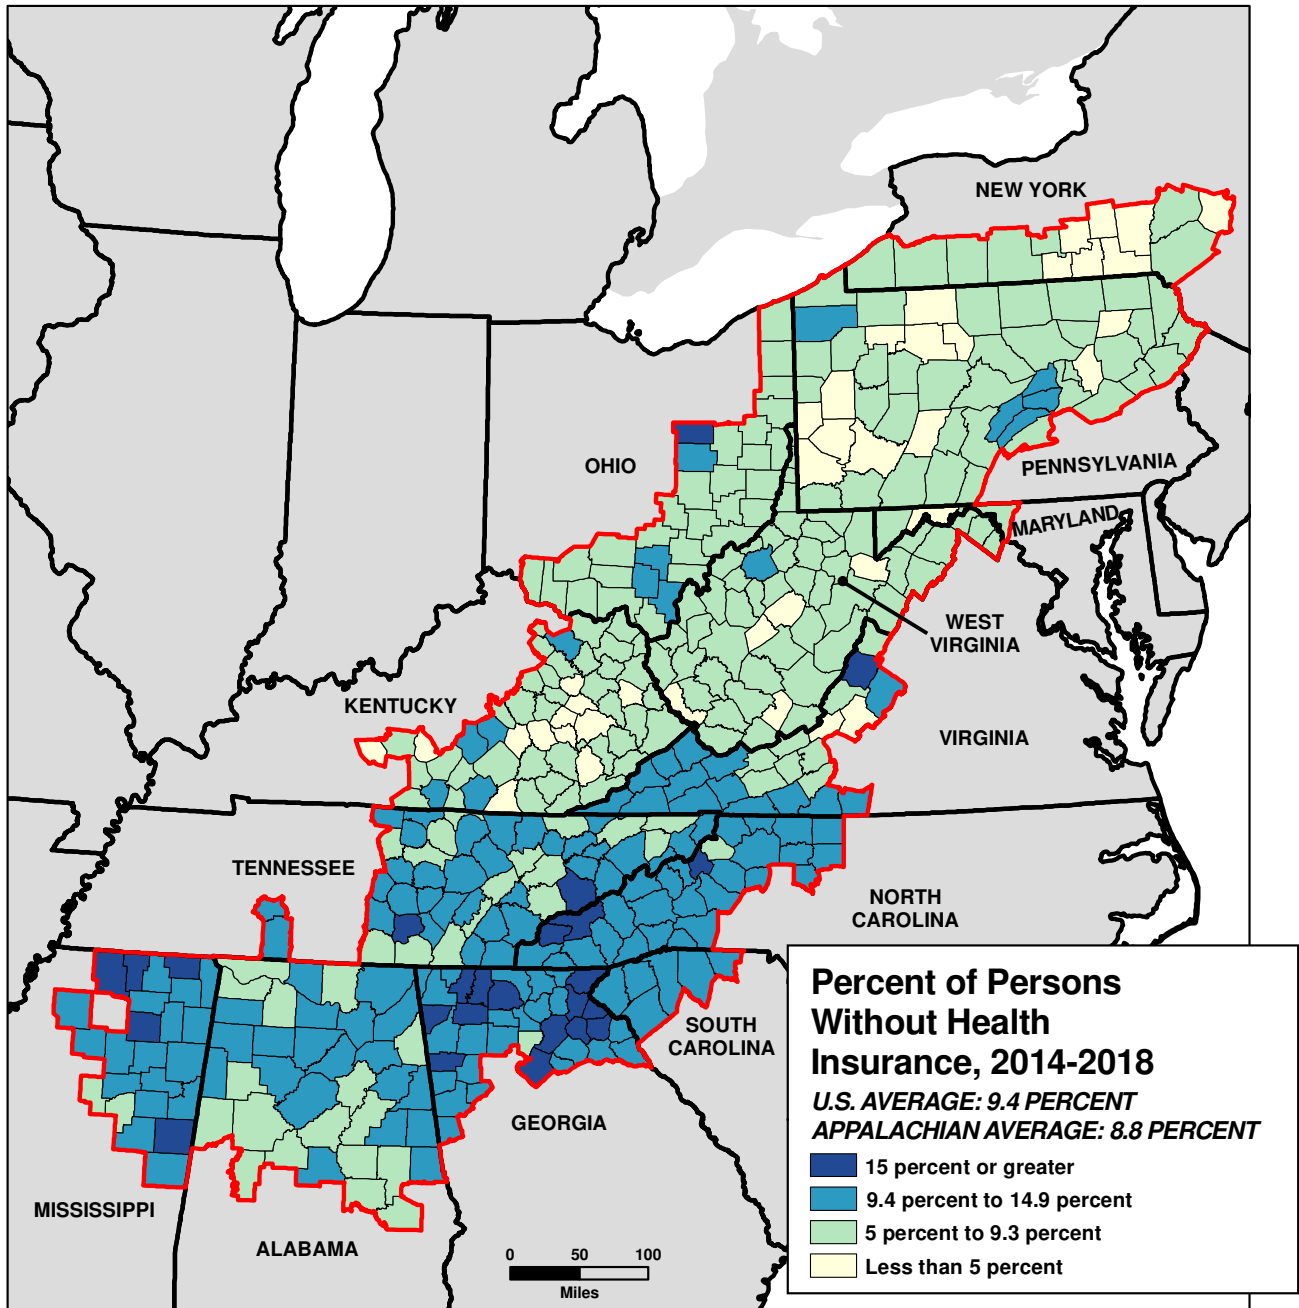 NEW YORK
OHIO
PENNSYLVANIA
MARYLAND
WEST
VIRGINIA
KENTUCKY
VIRGINIA
TENNESSEE
NORTH
CAROLINA
SOUTH
CAROLINA
GEORGIA
MISSISSIPPI
ALABAMA
0 50 100
Miles
Percent of Persons
Without Health
Insurance, 2014-2018
U.S. AVERAGE: 9.4 PERCENT
APPALACHIAN AVERAGE: 8.8 PERCENT
15 percent or greater
9.4 percent to 14.9 percent
5 percent to 9.3 percent
Less than 5 percent